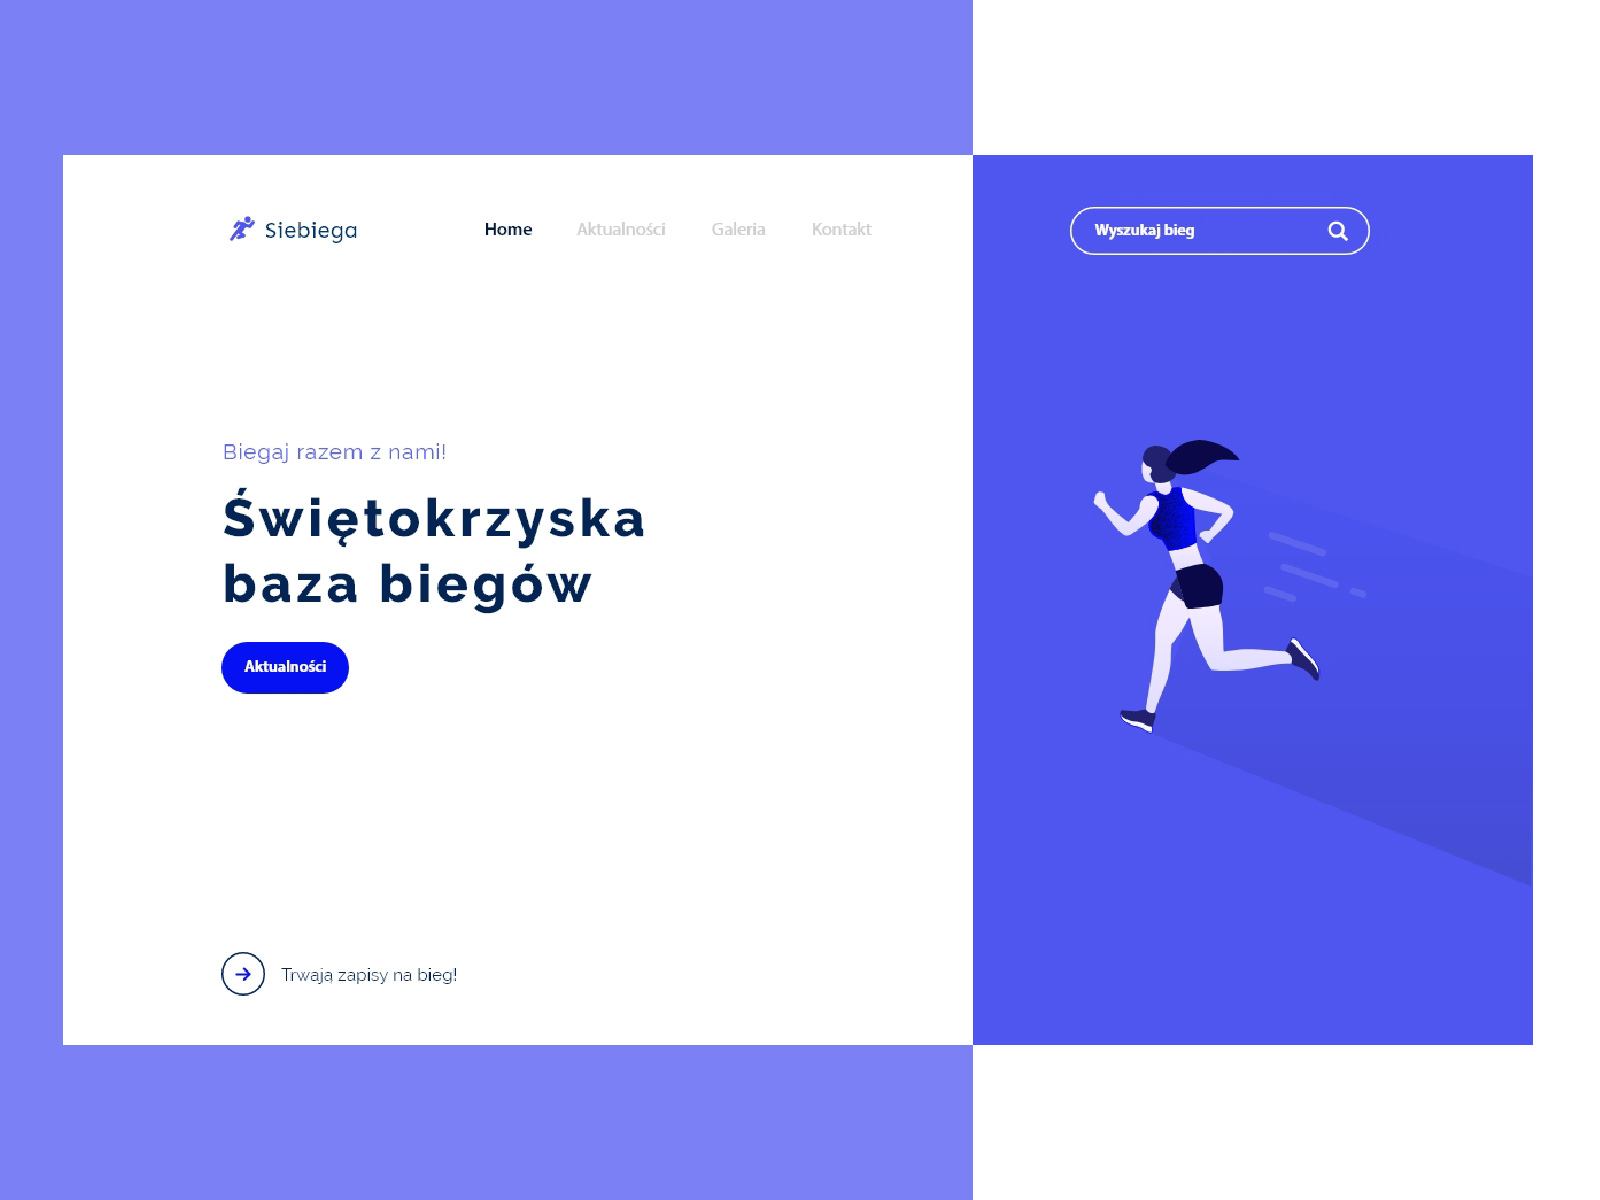 Siebiega
Home Aktualności Galeria Kontakt
Wyszukaj bieg
Biegaj razem z nami!
Świętokrzyska
baza biegów
Aktualności
Trwają zapisy na bieg!